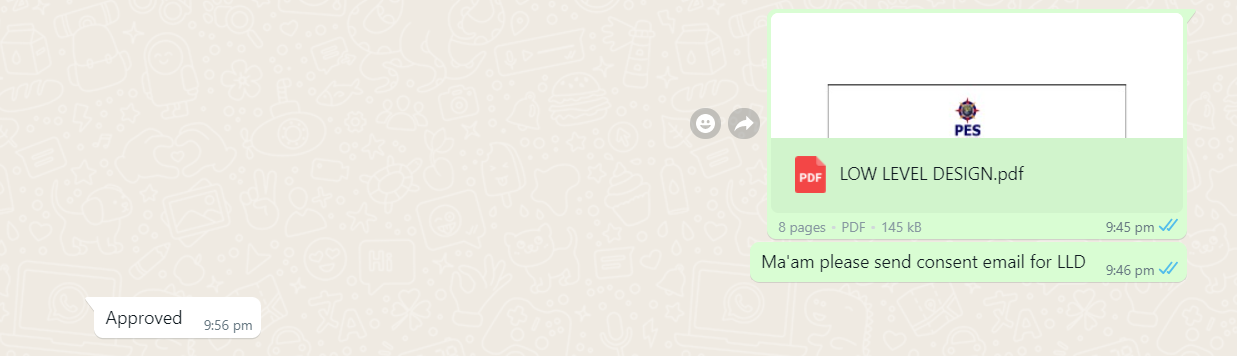 PES
PDF
LOW LEVEL DESIGN.pdf
8 pages • PDF • 145 kB 9:45 pm
Ma'am please send consent email for LLD 9:46 pm
Approved 9:56 pm